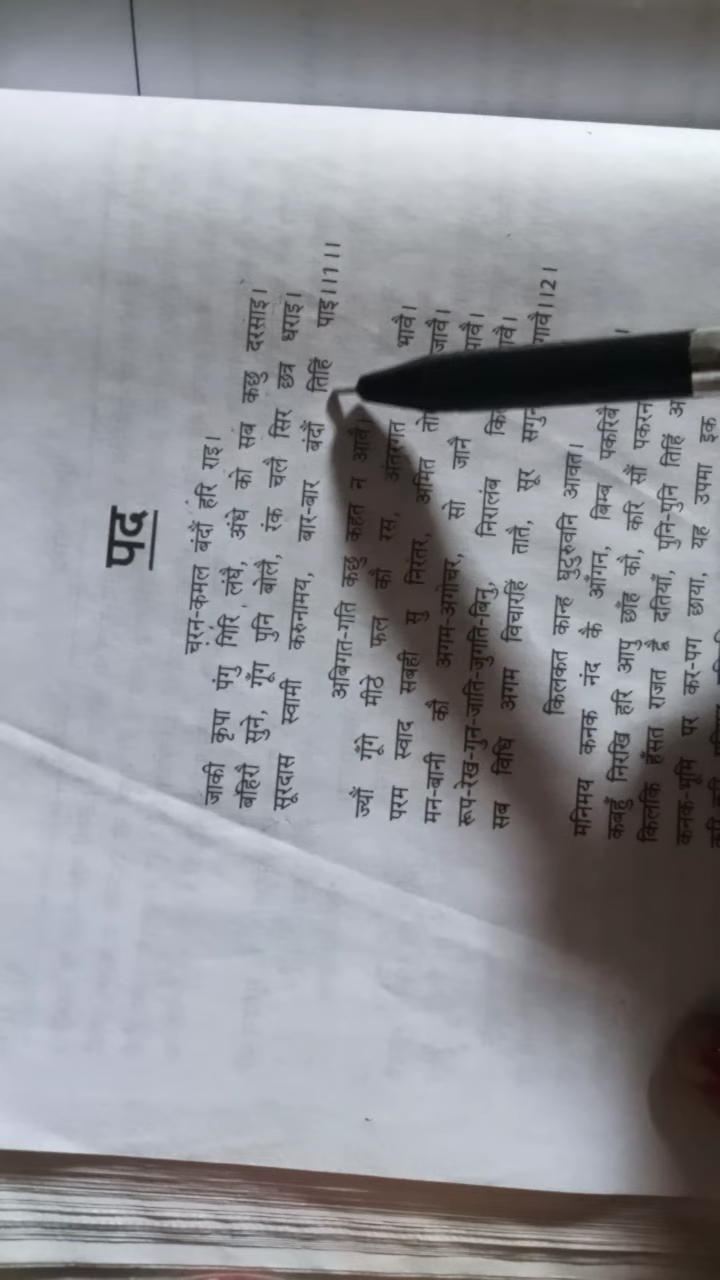 पद
चरन-कमल बंदौं हरि राइ।
जाकी कृपा पंगु गिरि लंघै, अंधे को सब कछु दरसाइ।
बहिरौ सुनै, गूँग पुनि बोलै, रंक चलै सिर छत्र धराइ।
सूरदास स्वामी करुनामय, बार-बार बंदौं तिहिं पाइ।।1।।
अबिगत-गति कछु कहत न आवै।
ज्यौं गूँगे मीठे फल कौ रस, अंतरगत भावै।
परम स्वाद सबही सु निरंतर, अमित जावै।
मन-बानी कौ अगम-अगोचर, सो जानै
रूप-रेख-गुन-जाति-जुगति-बिनु, निरालंब
सब विधि अगम विचारहिं तातै, सूर
किलकत कान्ह घुटुरुवनि आवत।
मनिमय कनक नंद कै आँगन, बिम्ब पकरिबै
कबहुँ निरखि हरि आपु छाँह कौ, करि सौं पकरन
किलकि हँसत राजत द्वै दतियाँ, पुनि-पुनि तिहिं
कनक-भूमि पर कर-पग छाया, यह उपमा इक